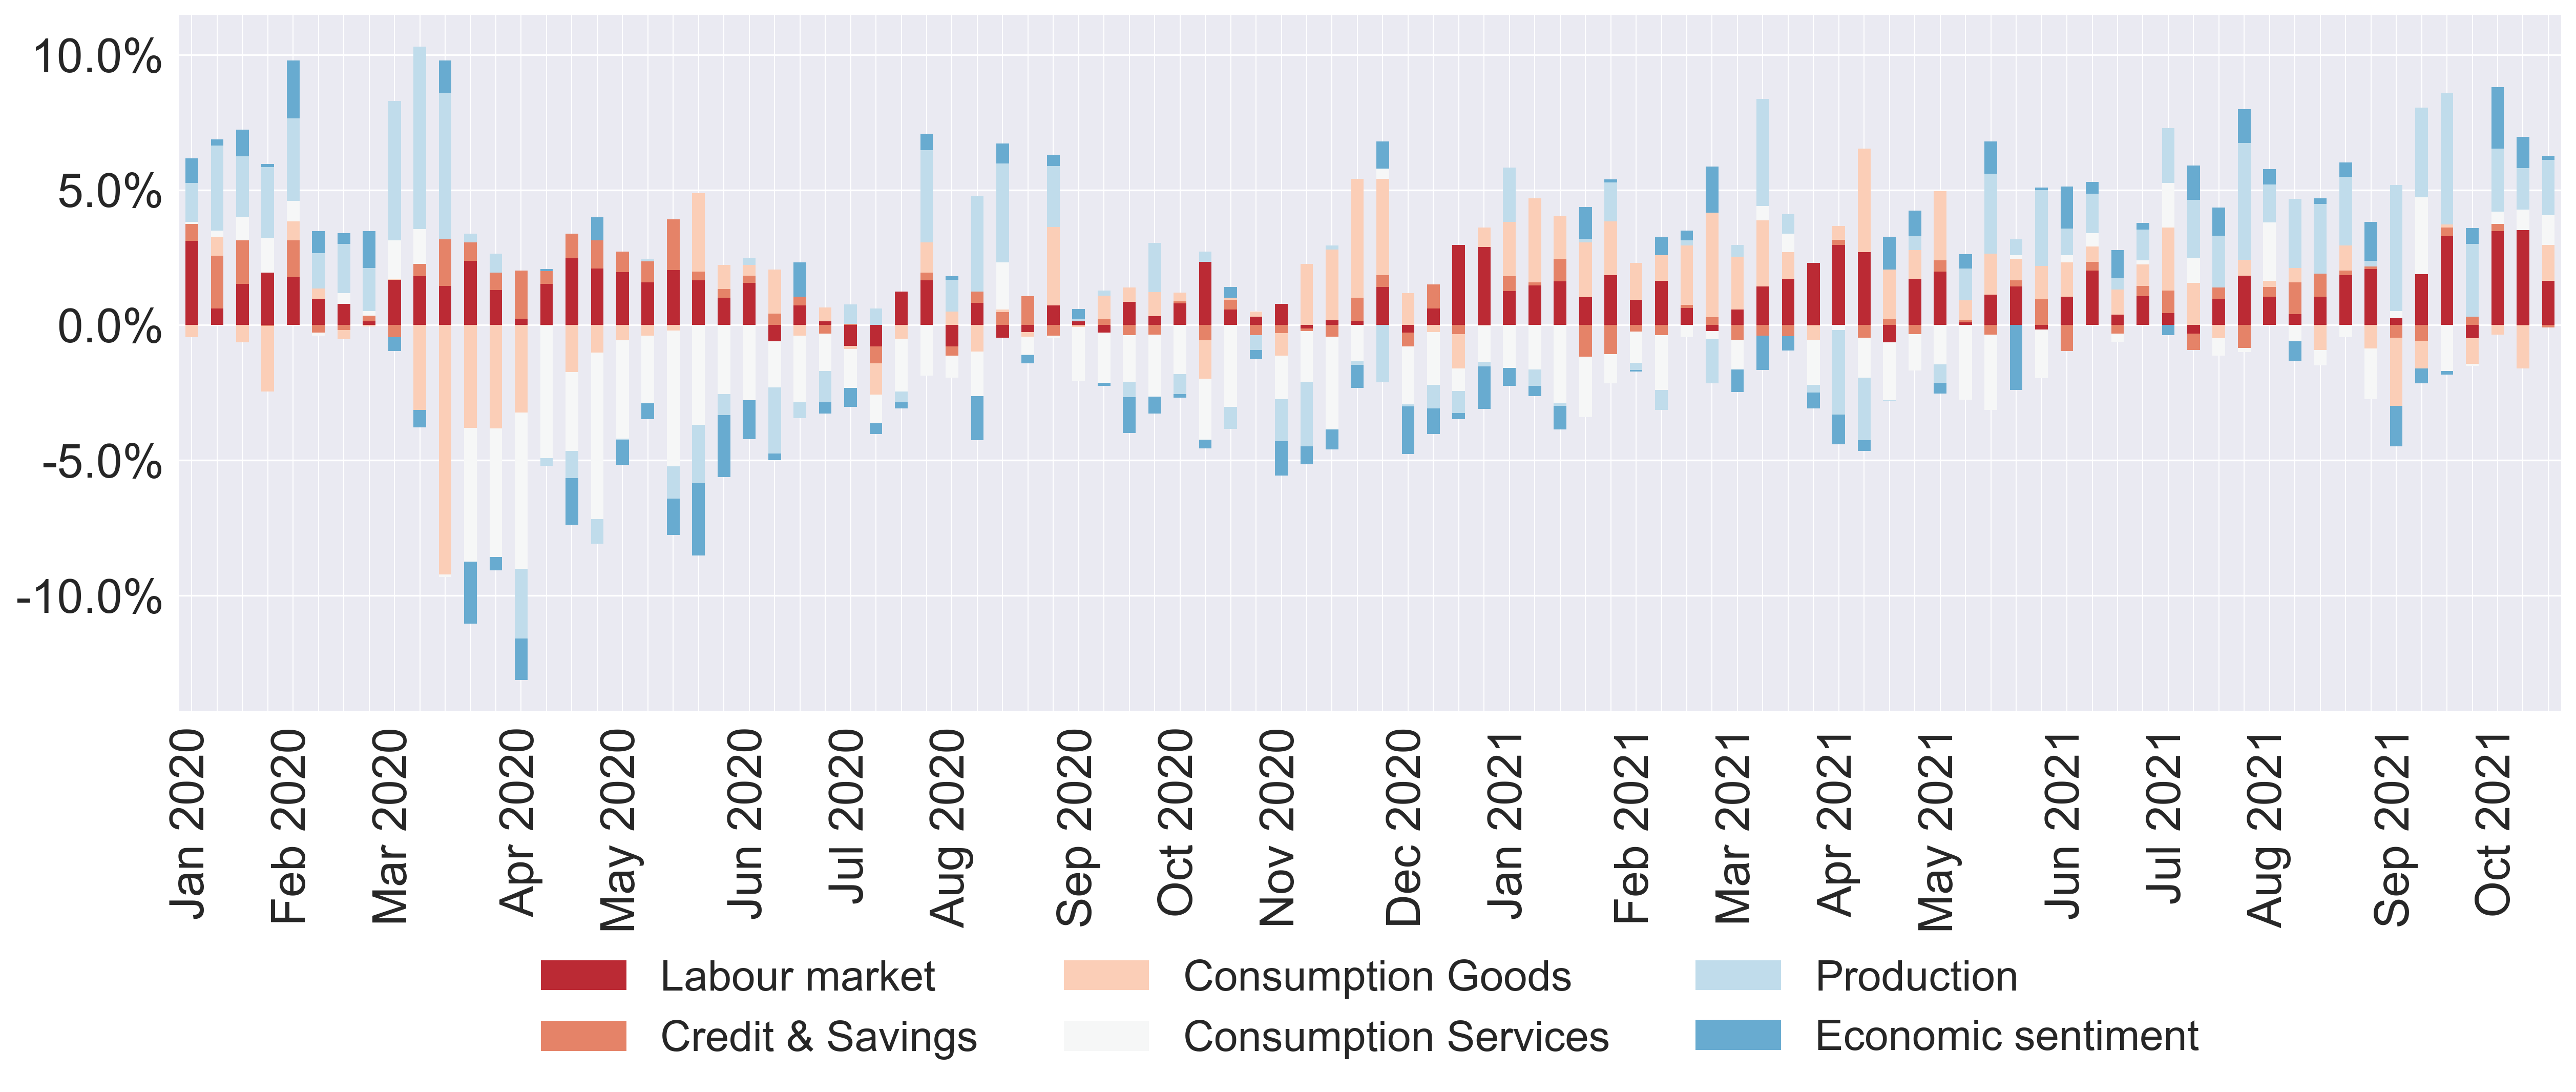 10.0%
5.0%
0.0%
-5.0%
-10.0%
Jan 2020
Feb 2020
Mar 2020
Apr 2020
May 2020
Jun 2020
Jul 2020
Aug 2020
Sep 2020
Oct 2020
Nov 2020
Dec 2020
Jan 2021
Feb 2021
Mar 2021
Apr 2021
May 2021
Jun 2021
Jul 2021
Aug 2021
Sep 2021
Oct 2021
Labour market
Consumption Goods
Production
Credit & Savings
Consumption Services
Economic sentiment